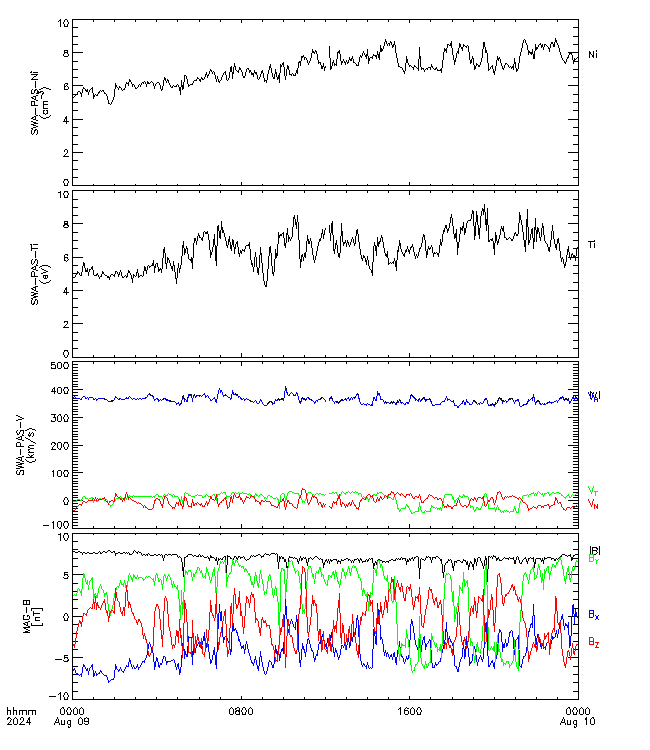 10
8
6
4
2
0
SWA-PAS-Ni
(cm-3)
Ni
10
8
6
4
2
0
SWA-PAS-Ti
(eV)
Ti
500
400
300
200
100
0
-100
SWA-PAS-V
(km/s)
VT
VN
10
5
0
-5
-10
MAG-B
[nT]
|B|
BY
BX
BZ
hhmm
2024
0000
Aug 09
0800
1600
0000
Aug 10